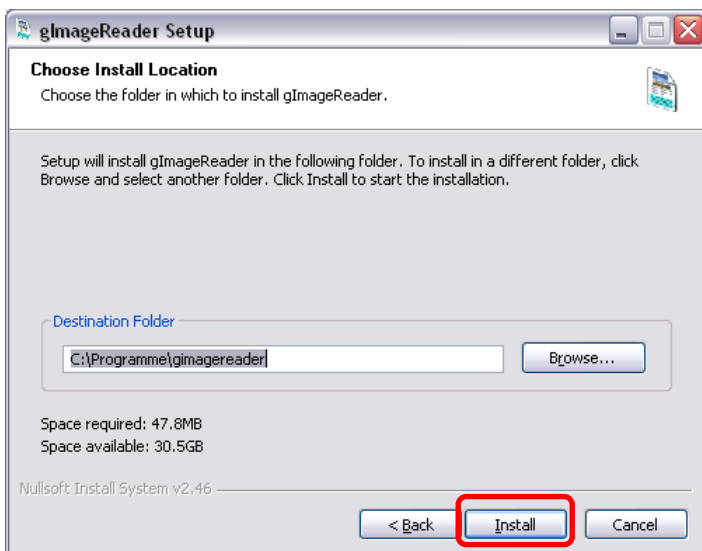 gImageReader Setup
Choose Install Location
Choose the folder in which to install gImageReader.
Setup will install gImageReader in the following folder. To install in a different folder, click
Browse and select another folder. Click Install to start the installation.
Destination Folder
C:\Programme\gimagereader
Browse...
Space required: 47.8MB
Space available: 30.5GB
Nullsoft Install System v2.46
< Back
Install
Cancel